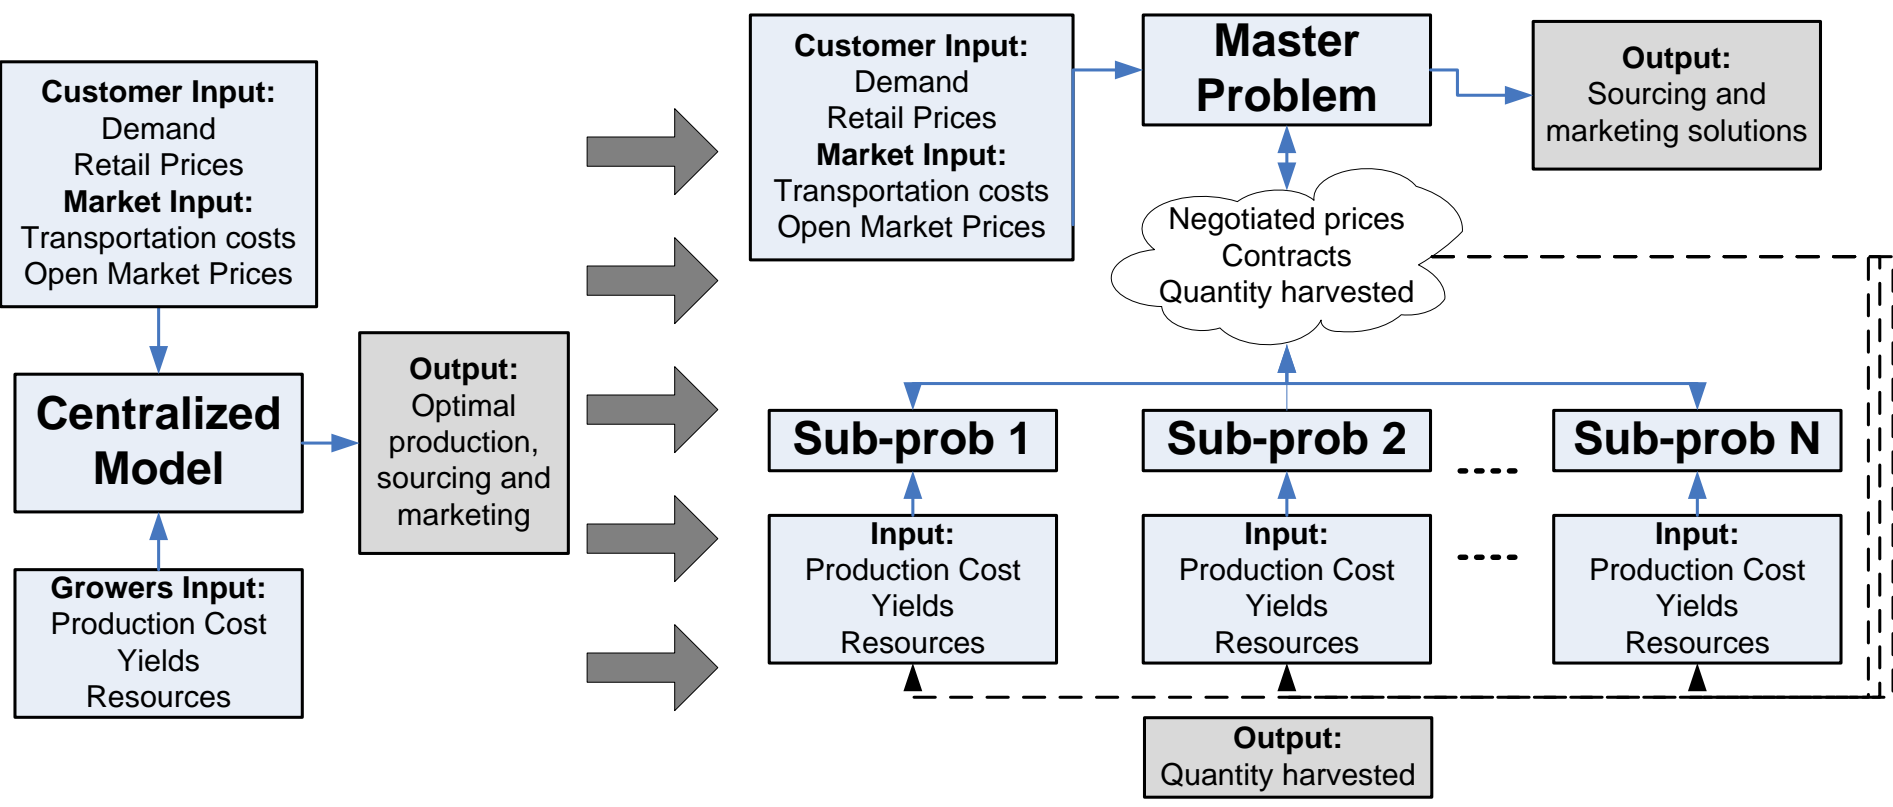 Customer Input:
Demand
Retail Prices
Market Input:
Transportation costs
Open Market Prices
Centralized
Model
Growers Input:
Production Cost
Yields
Resources
Output:
Optimal
production,
sourcing and
marketing
Customer Input:
Demand
Retail Prices
Market Input:
Transportation costs
Open Market Prices
Master
Problem
Output:
Sourcing and
marketing solutions
Negotiated prices
Contracts
Quantity harvested
Sub-prob 1
Sub-prob 2
Sub-prob N
Input:
Production Cost
Yields
Resources
Input:
Production Cost
Yields
Resources
Input:
Production Cost
Yields
Resources
Output:
Quantity harvested